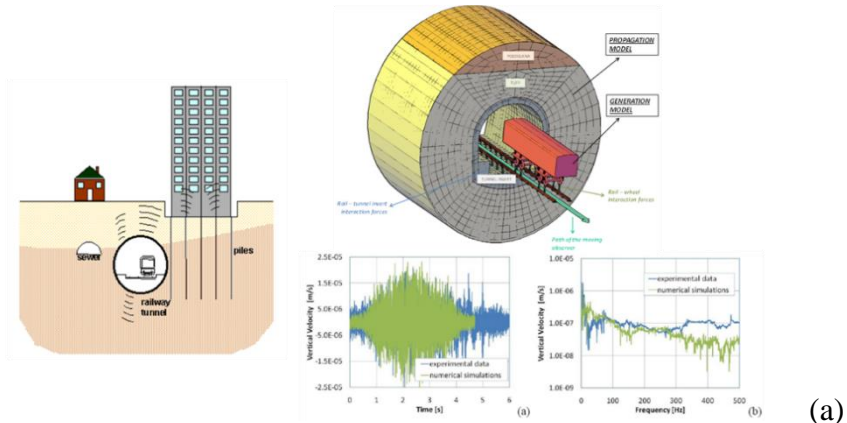 sewer
railway
tunnel
piles
PROPAGATION
MODEL
GENERATION
MODEL
TUNNEL INVERT
Rail – tunnel invert
interaction forces
Rail – wheel
interaction forces
Path of the moving
observer
Vertical Velocity [m/s]
2.5E-05
1.5E-05
5.0E-06
-5.0E-06
-1.5E-05
-2.5E-05
experimental data
numerical simulations
0 1 2 3 4 5 6
Time [s]
(a)
Vertical Velocity [m/s]
1.0E-05
1.0E-06
1.0E-07
1.0E-08
1.0E-09
experimental data
numerical simulations
0 100 200 300 400 500
Frequency [Hz]
(b)
(a)